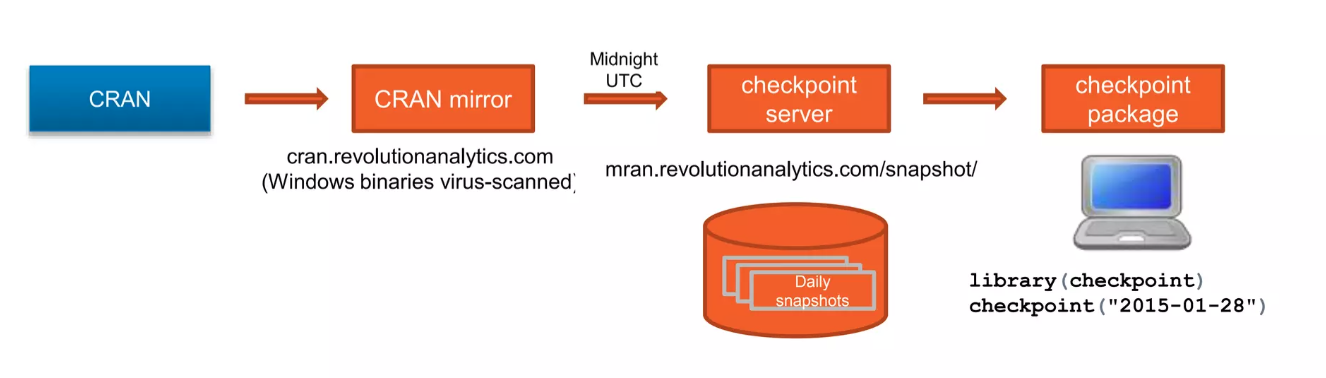 CRAN
CRAN mirror
cran.revolutionanalytics.com
(Windows binaries virus-scanned)
Midnight
UTC
checkpoint
server
mran.revolutionanalytics.com/snapshot/
Daily
snapshots
checkpoint
package
library(checkpoint)
checkpoint("2015-01-28")